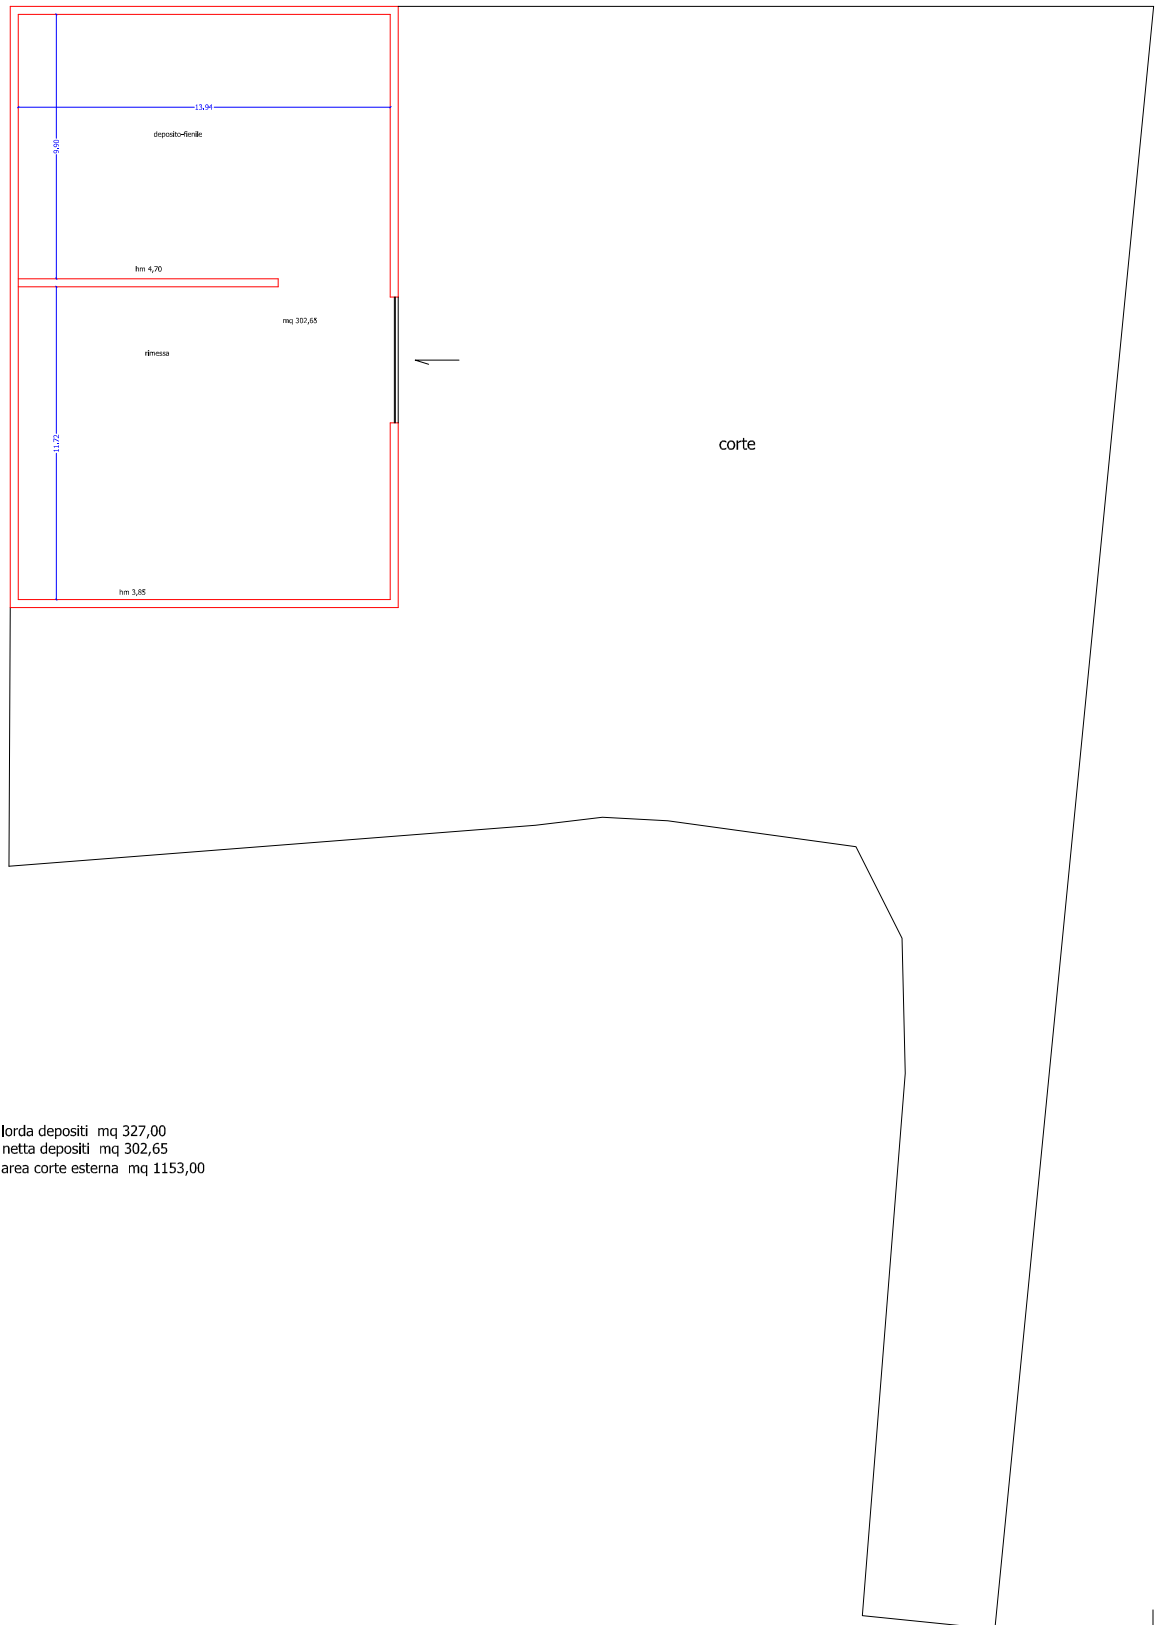 13,94
deposito-fienile
9,90
hm 4,70
mq 302,65
rimessa
11,72
corte
hm 3,85
lorda depositi mq 327,00
netta depositi mq 302,65
area corte esterna mq 1153,00